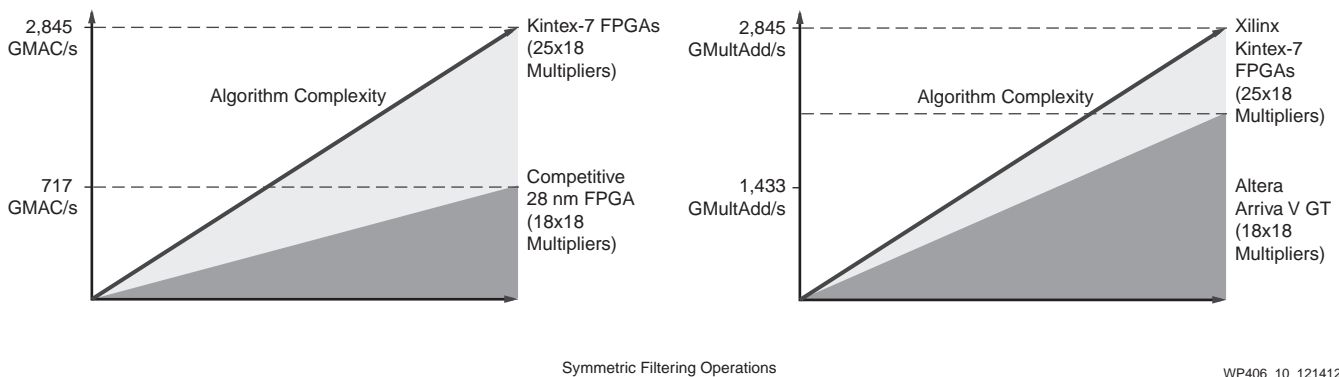 2,845
GMAC/s
Kintex-7 FPGAs
(25x18
Multipliers)
Algorithm Complexity
717
GMAC/s
Competitive
28 nm FPGA
(18x18
Multipliers)
2,845
GMultAdd/s
Xilinx
Kintex-7
FPGAs
(25x18
Multipliers)
Algorithm Complexity
1,433
GMultAdd/s
Altera
Arriva V GT
(18x18
Multipliers)
Symmetric Filtering Operations
WP406_10_121412